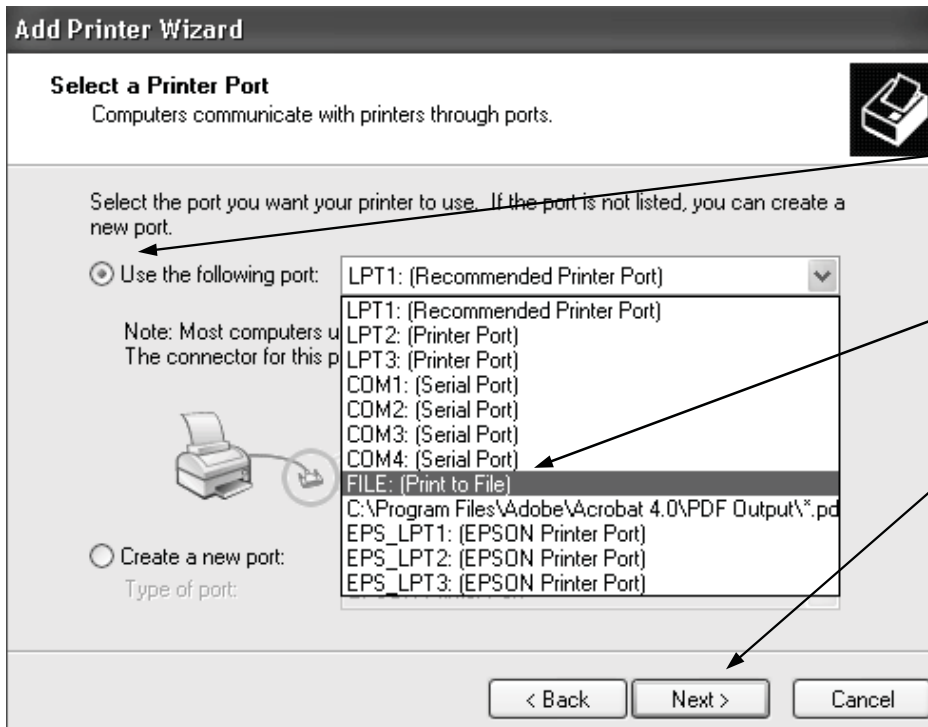 Add Printer Wizard
Select a Printer Port
Computers communicate with printers through ports.
Select the port you want your printer to use. If the port is not listed, you can create a
new port.
Use the following port:
LPT1: (Recommended Printer Port)
LPT1: (Recommended Printer Port)
LPT2: (Printer Port)
LPT3: (Printer Port)
COM1: (Serial Port)
COM2: (Serial Port)
COM3: (Serial Port)
COM4: (Serial Port)
FILE: (Print to File)
C:\Program Files\Adobe\Acrobat 4.0\PDF Output\*.pd
EPS_LPT1: (EPSON Printer Port)
EPS_LPT2: (EPSON Printer Port)
EPS_LPT3: (EPSON Printer Port)
Note: Most computers u
The connector for this p
Create a new port:
Type of port:
< Back
Next >
Cancel